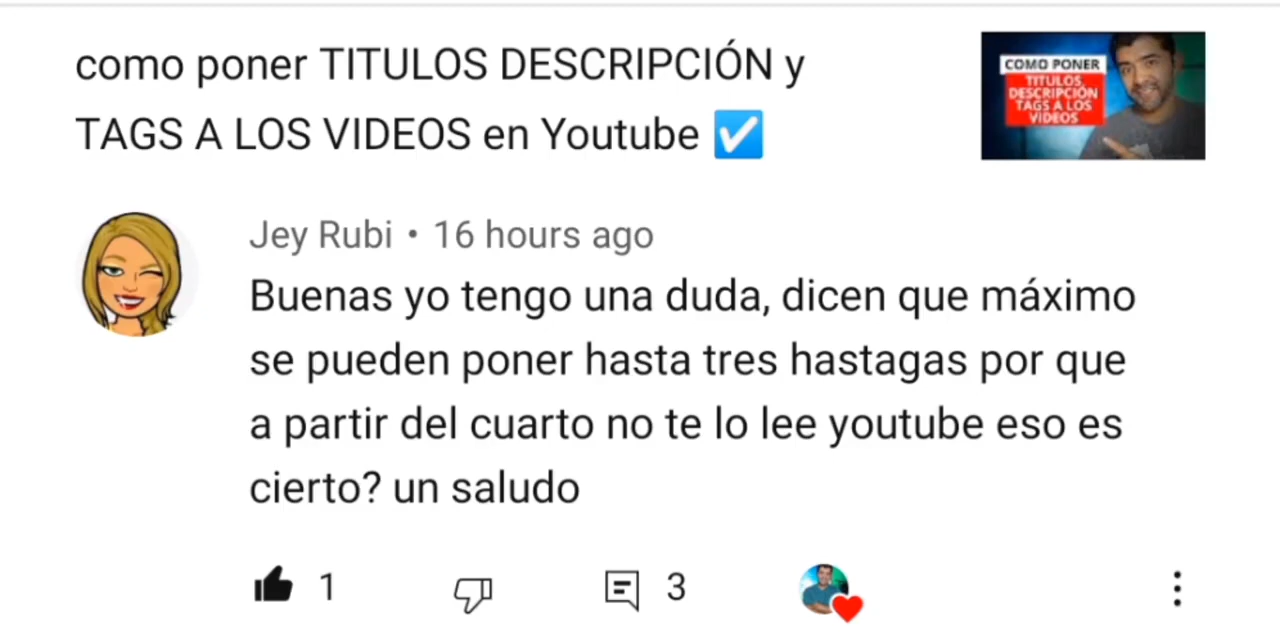 como poner TITULOS DESCRIPCIÓN y
TAGS A LOS VIDEOS en Youtube ☑
COMO PONER
TITULOS,
DESCRIPCIÓN
TAGS A LOS
VIDEOS
Jey Rubi • 16 hours ago
Buenas yo tengo una duda, dicen que máximo
se pueden poner hasta tres hastagas por que
a partir del cuarto no te lo lee youtube eso es
cierto? un saludo
1
3